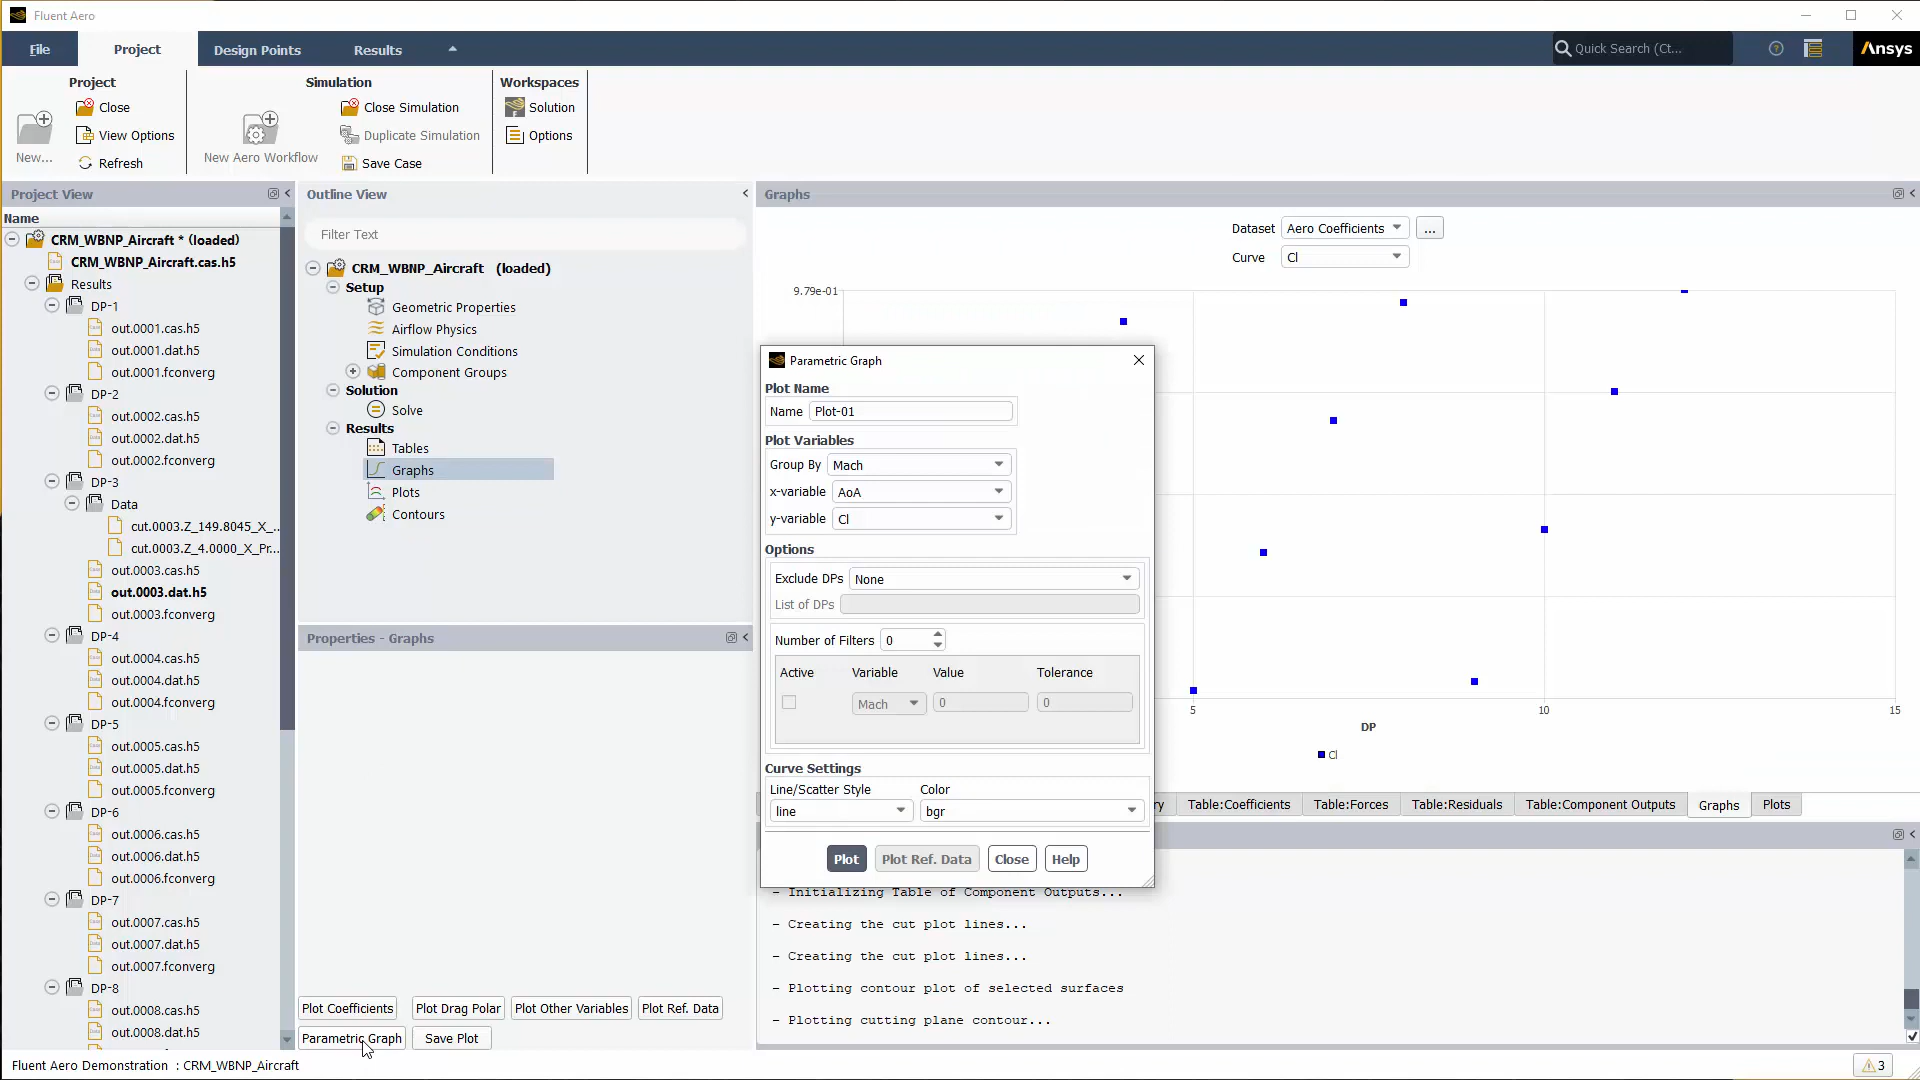 Fluent Aero
File
Project
Design Points
Results
Quick Search (Ct...
Ansys
Project
New...
Close
View Options
Refresh
Simulation
New Aero Workflow
Close Simulation
Duplicate Simulation
Save Case
Workspaces
Solution
Options
Project View
Name
CRM_WBNP_Aircraft * (loaded)
CRM_WBNP_Aircraft.cas.h5
Results
DP-1
out.0001.cas.h5
out.0001.dat.h5
out.0001.fconverg
DP-2
out.0002.cas.h5
out.0002.dat.h5
out.0002.fconverg
DP-3
Data
cut.0003.Z_149.8045_X_...
cut.0003.Z_4.0000_X_Pr...
out.0003.cas.h5
out.0003.dat.h5
out.0003.fconverg
DP-4
out.0004.cas.h5
out.0004.dat.h5
out.0004.fconverg
DP-5
out.0005.cas.h5
out.0005.dat.h5
out.0005.fconverg
DP-6
out.0006.cas.h5
out.0006.dat.h5
out.0006.fconverg
DP-7
out.0007.cas.h5
out.0007.dat.h5
out.0007.fconverg
DP-8
out.0008.cas.h5
out.0008.dat.h5
Outline View
Filter Text
CRM_WBNP_Aircraft (loaded)
Setup
Geometric Properties
Airflow Physics
Simulation Conditions
Component Groups
Solution
Solve
Results
Tables
Graphs
Plots
Contours
Properties - Graphs
Plot Coefficients
Plot Drag Polar
Plot Other Variables
Plot Ref. Data
Parametric Graph
Save Plot
Graphs
Dataset Aero Coefficients ...
Curve Cl
9.79e-01
5
10
15
DP
Cl
Parametric Graph
Plot Name
Name Plot-01
Plot Variables
Group By Mach
x-variable AoA
y-variable Cl
Options
Exclude DPs None
List of DPs
Number of Filters 0
Active Variable Value Tolerance
Mach 0 0
Curve Settings
Line/Scatter Style Color
line bgr
Plot
Plot Ref. Data
Close
Help
ry
Table:Coefficients
Table:Forces
Table:Residuals
Table:Component Outputs
Graphs
Plots
- Initializing Table of Component Outputs...
- Creating the cut plot lines...
- Creating the cut plot lines...
- Plotting contour plot of selected surfaces
- Plotting cutting plane contour...
Fluent Aero Demonstration : CRM_WBNP_Aircraft
3